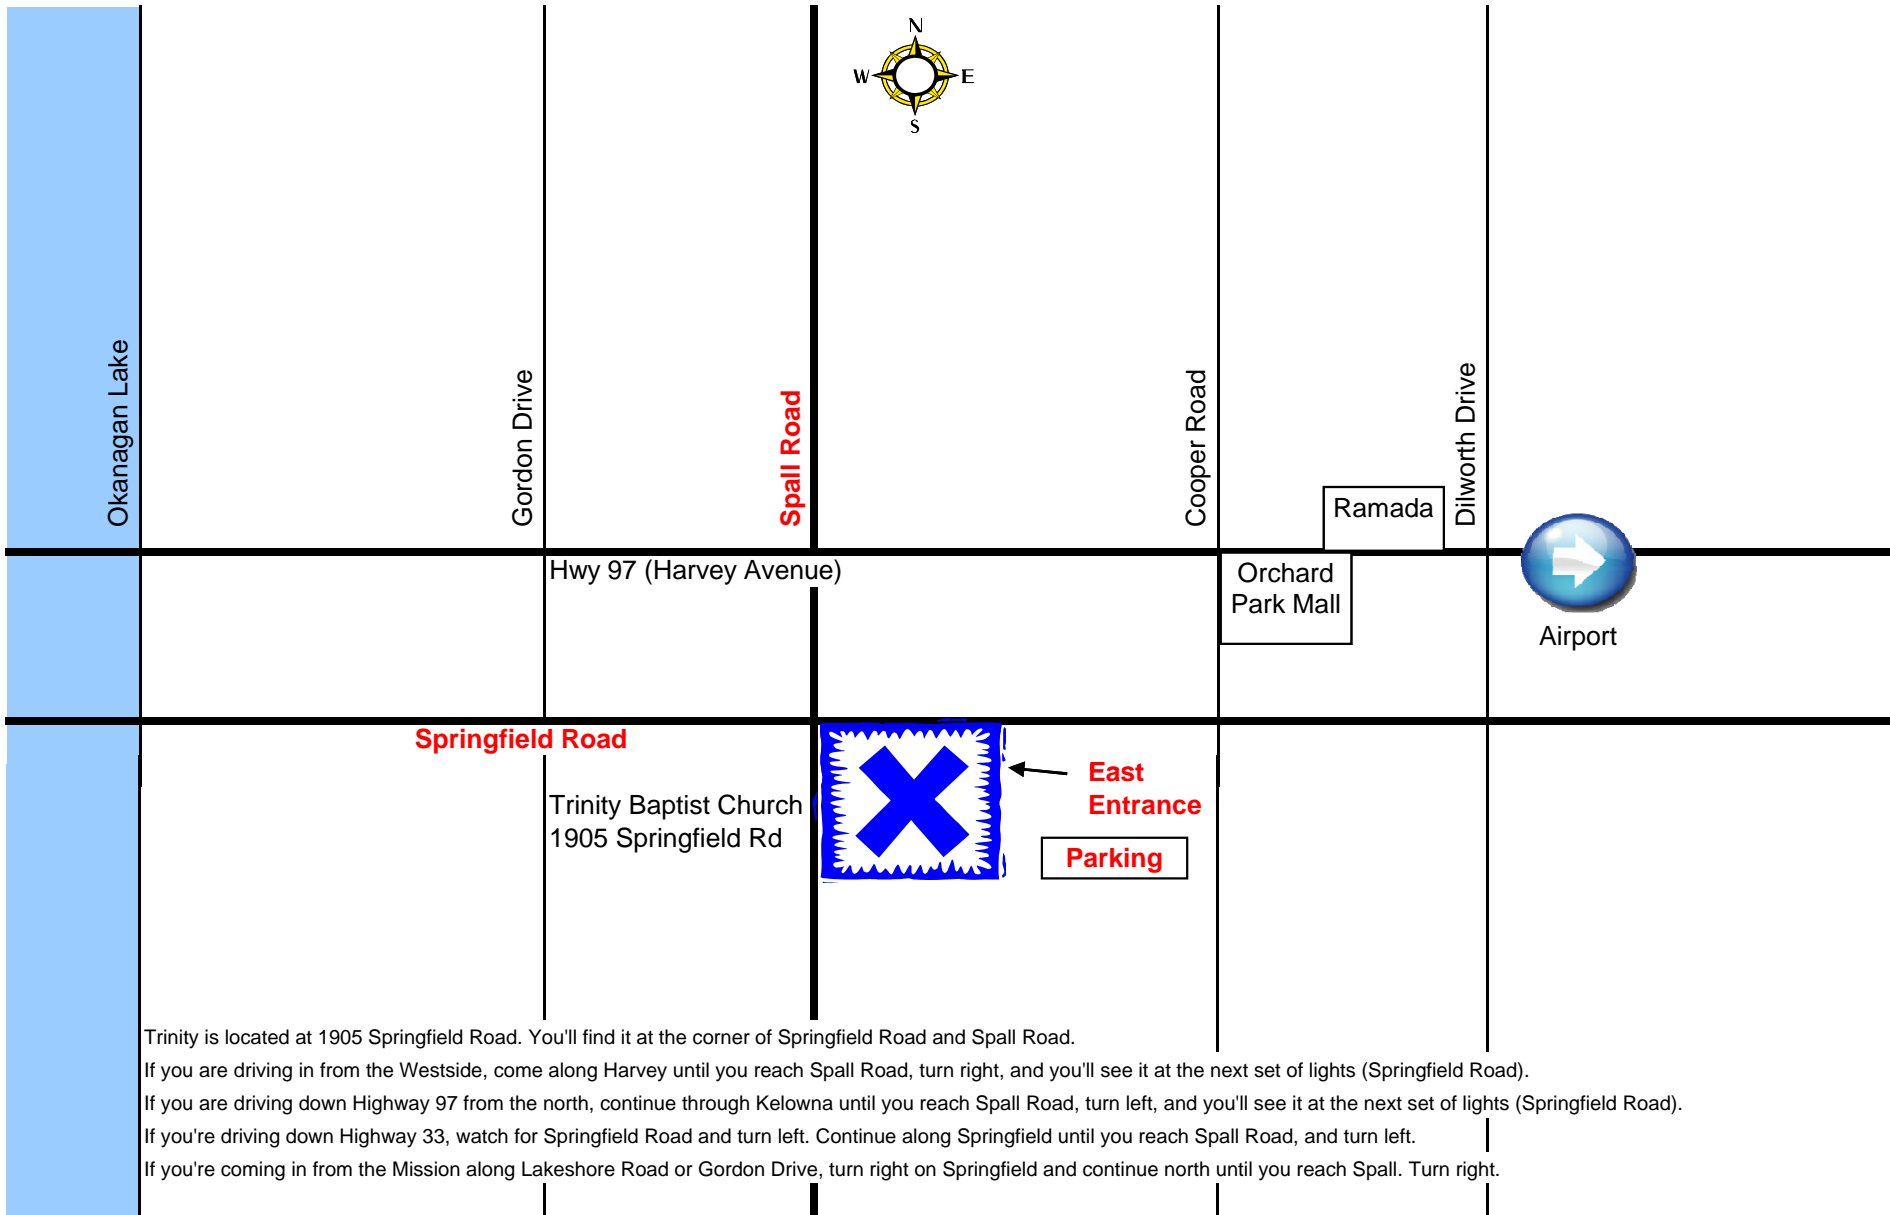 N
W E
S
Okanagan Lake
Gordon Drive
Spall Road
Cooper Road
Dilworth Drive
Ramada
Hwy 97 (Harvey Avenue)
Orchard
Park Mall
Airport
Springfield Road
East
Entrance
Trinity Baptist Church
1905 Springfield Rd
Parking
Trinity is located at 1905 Springfield Road. You'll find it at the corner of Springfield Road and Spall Road.
If you are driving in from the Westside, come along Harvey until you reach Spall Road, turn right, and you'll see it at the next set of lights (Springfield Road).
If you are driving down Highway 97 from the north, continue through Kelowna until you reach Spall Road, turn left, and you'll see it at the next set of lights (Springfield Road).
If you're driving down Highway 33, watch for Springfield Road and turn left. Continue along Springfield until you reach Spall Road, and turn left.
If you're coming in from the Mission along Lakeshore Road or Gordon Drive, turn right on Springfield and continue north until you reach Spall. Turn right.